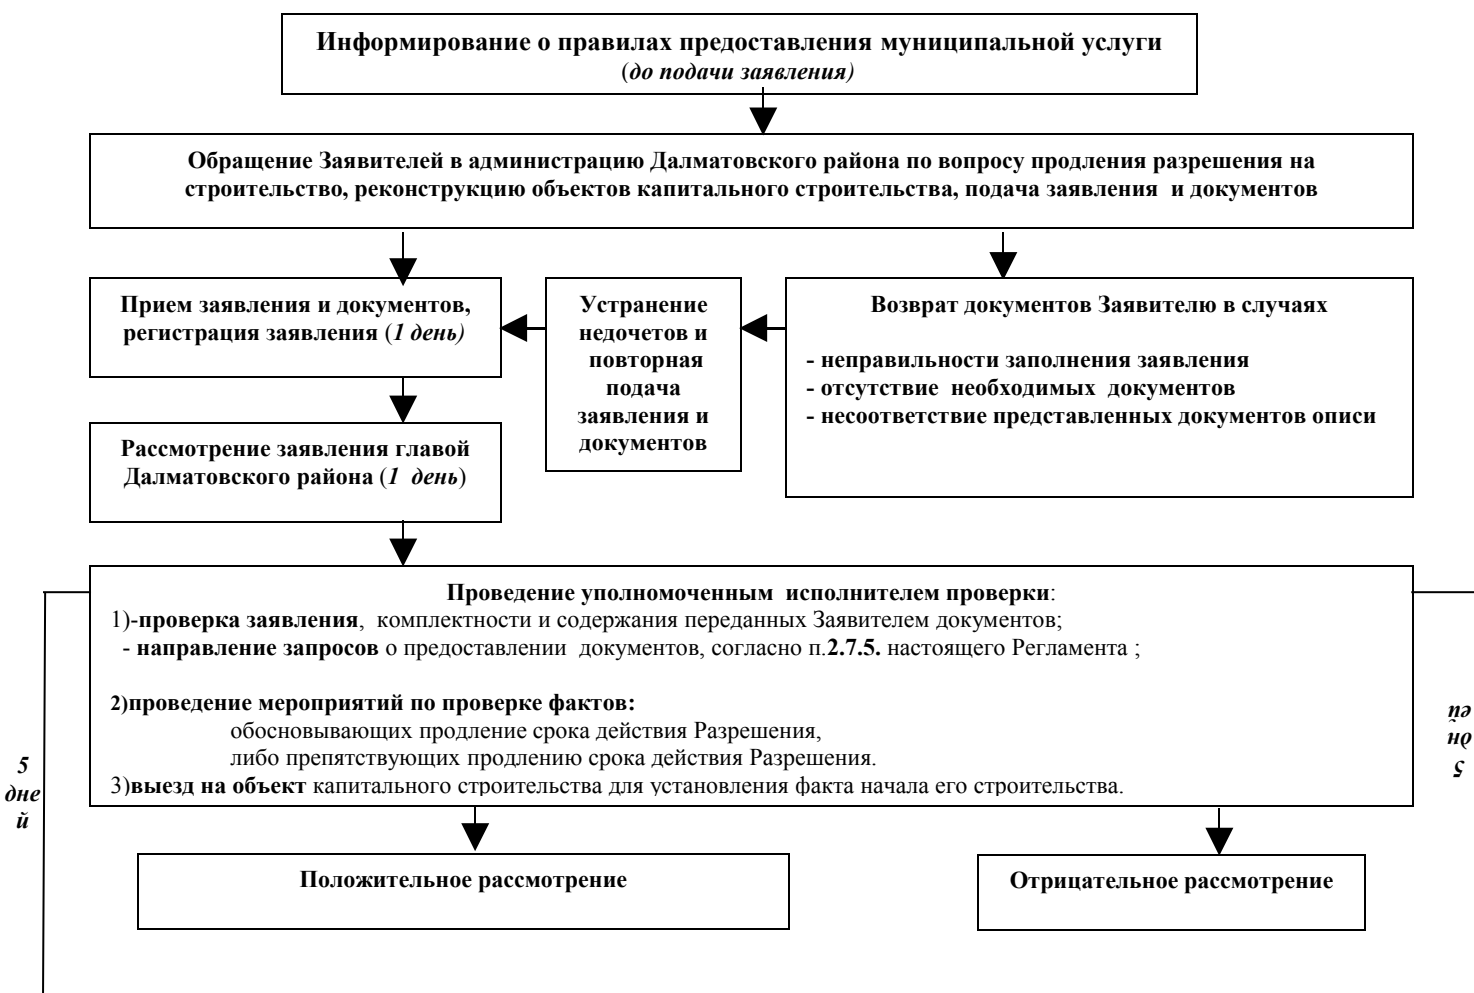 Информирование о правилах предоставления муниципальной услуги
(до подачи заявления)
Обращение Заявителей в администрацию Далматовского района по вопросу продления разрешения на
строительство, реконструкцию объектов капитального строительства, подача заявления и документов
Прием заявления и документов,
регистрация заявления (1 день)
Устранение
недочетов и
повторная
подача
заявления и
документов
Возврат документов Заявителю в случаях
- неправильности заполнения заявления
- отсутствие необходимых документов
- несоответствие представленных документов описи
Рассмотрение заявления главой
Далматовского района (1 день)
Проведение уполномоченным исполнителем проверки:
1)-проверка заявления, комплектности и содержания переданных Заявителем документов;
- направление запросов о предоставлении документов, согласно п.2.7.5. настоящего Регламента ;
2)проведение мероприятий по проверке фактов:
обосновывающих продление срока действия Разрешения,
либо препятствующих продлению срока действия Разрешения.
3)выезд на объект капитального строительства для установления факта начала его строительства.
5
дне
й
5
дн
ей
Положительное рассмотрение
Отрицательное рассмотрение